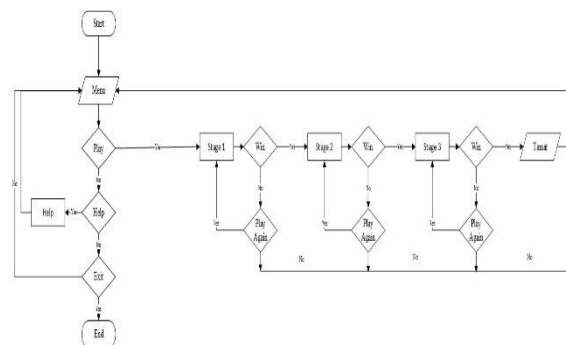 Start
Menu
Play
Yes
Stage 1
Win
Yes
Stage 2
Win
Yes
Stage 3
Win
Yes
Tamat
No
No
No
No
No
Help
Yes
Help
Yes
Play
Again
Yes
Play
Again
Yes
Play
Again
No
Exit
No
No
No
Yes
End